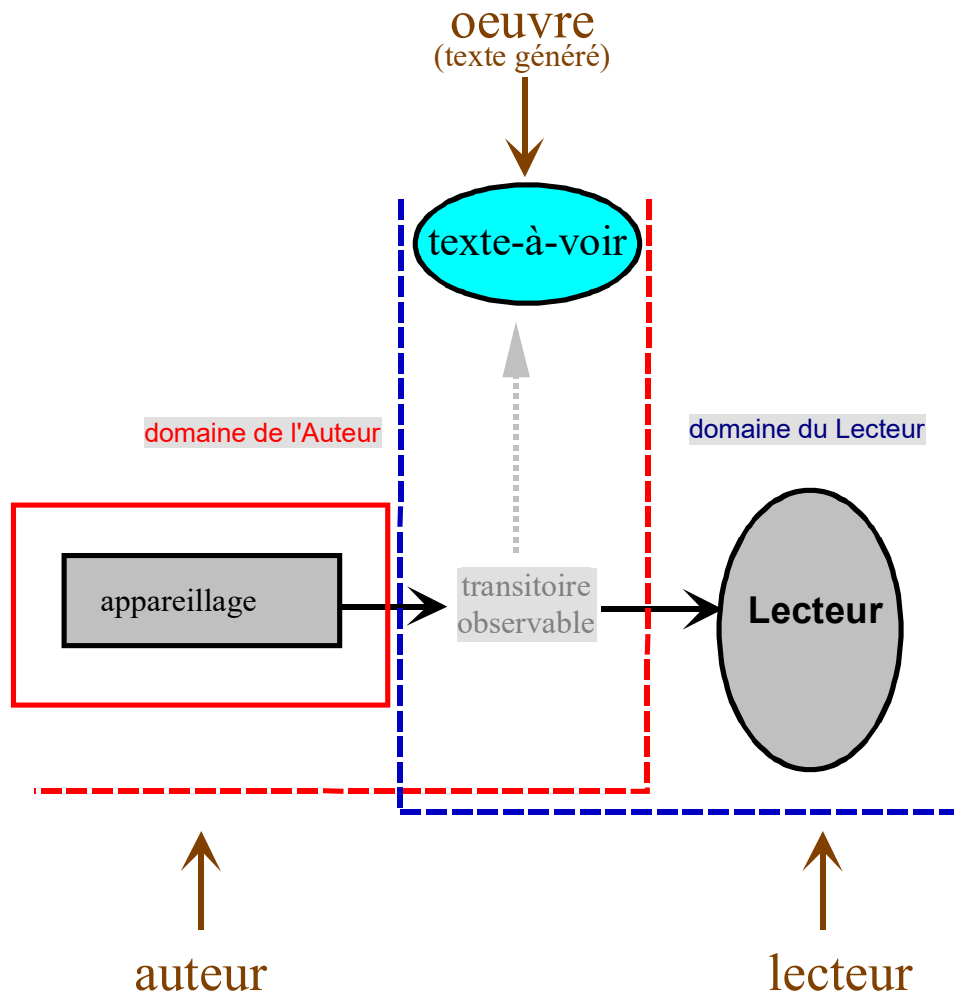 oeuvre
(texte généré)
texte-à-voir
domaine de l'Auteur
domaine du Lecteur
appareillage
transitoire
observable
Lecteur
auteur
lecteur